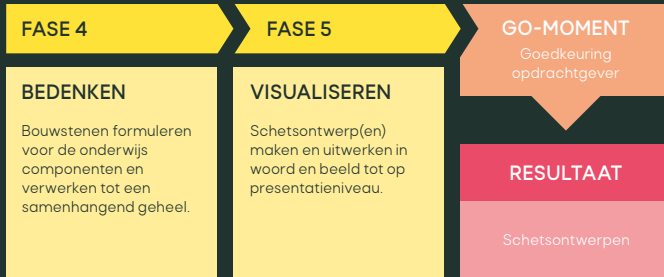 FASE 4
BEDENKEN
Bouwstenen formuleren
voor de onderwijs
componenten en
verwerken tot een
samenhangend geheel.
FASE 5
VISUALISEREN
Schetsontwerp(en)
maken en uitwerken in
woord en beeld tot op
presentatieniveau.
GO-MOMENT
Goedkeuring
opdrachtgever
RESULTAAT
Schetsontwerpen